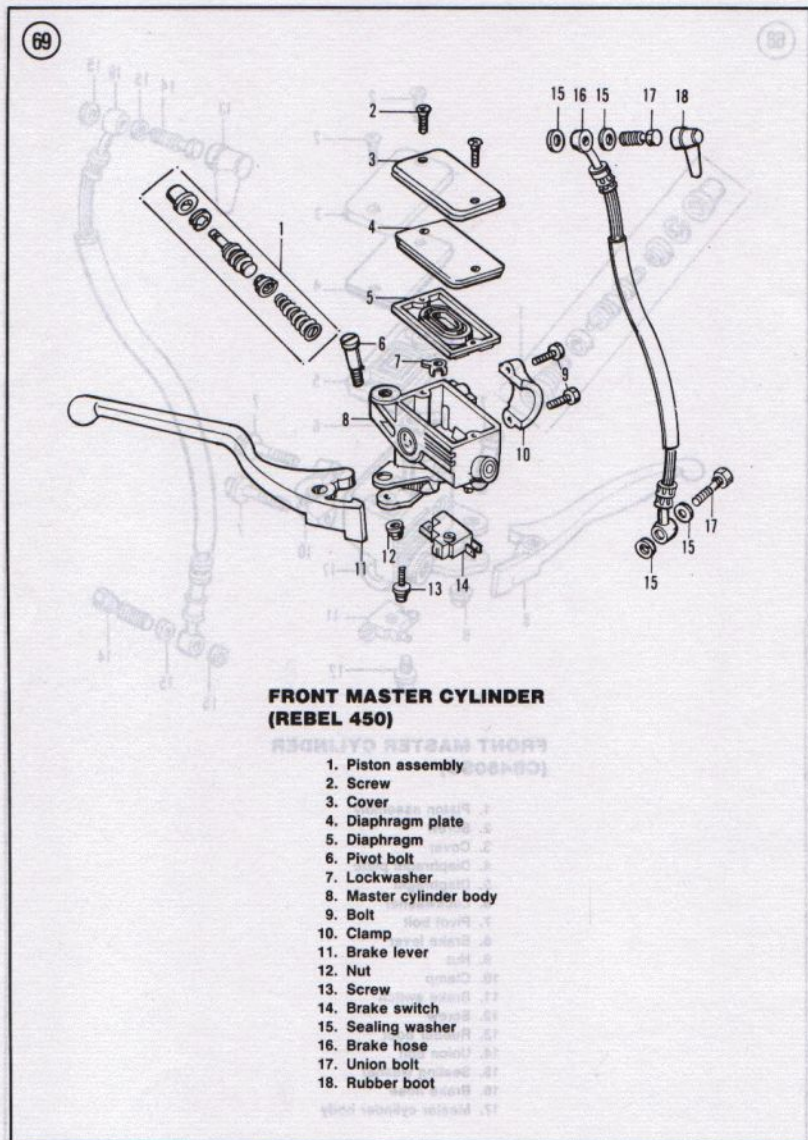 69
15 16 15 17 18
2
3
1
4
5
6
7
9
8
10
17
15
11
12
14
15
13
FRONT MASTER CYLINDER
(REBEL 450)
1. Piston assembly
2. Screw
3. Cover
4. Diaphragm plate
5. Diaphragm
6. Pivot bolt
7. Lockwasher
8. Master cylinder body
9. Bolt
10. Clamp
11. Brake lever
12. Nut
13. Screw
14. Brake switch
15. Sealing washer
16. Brake hose
17. Union bolt
18. Rubber boot